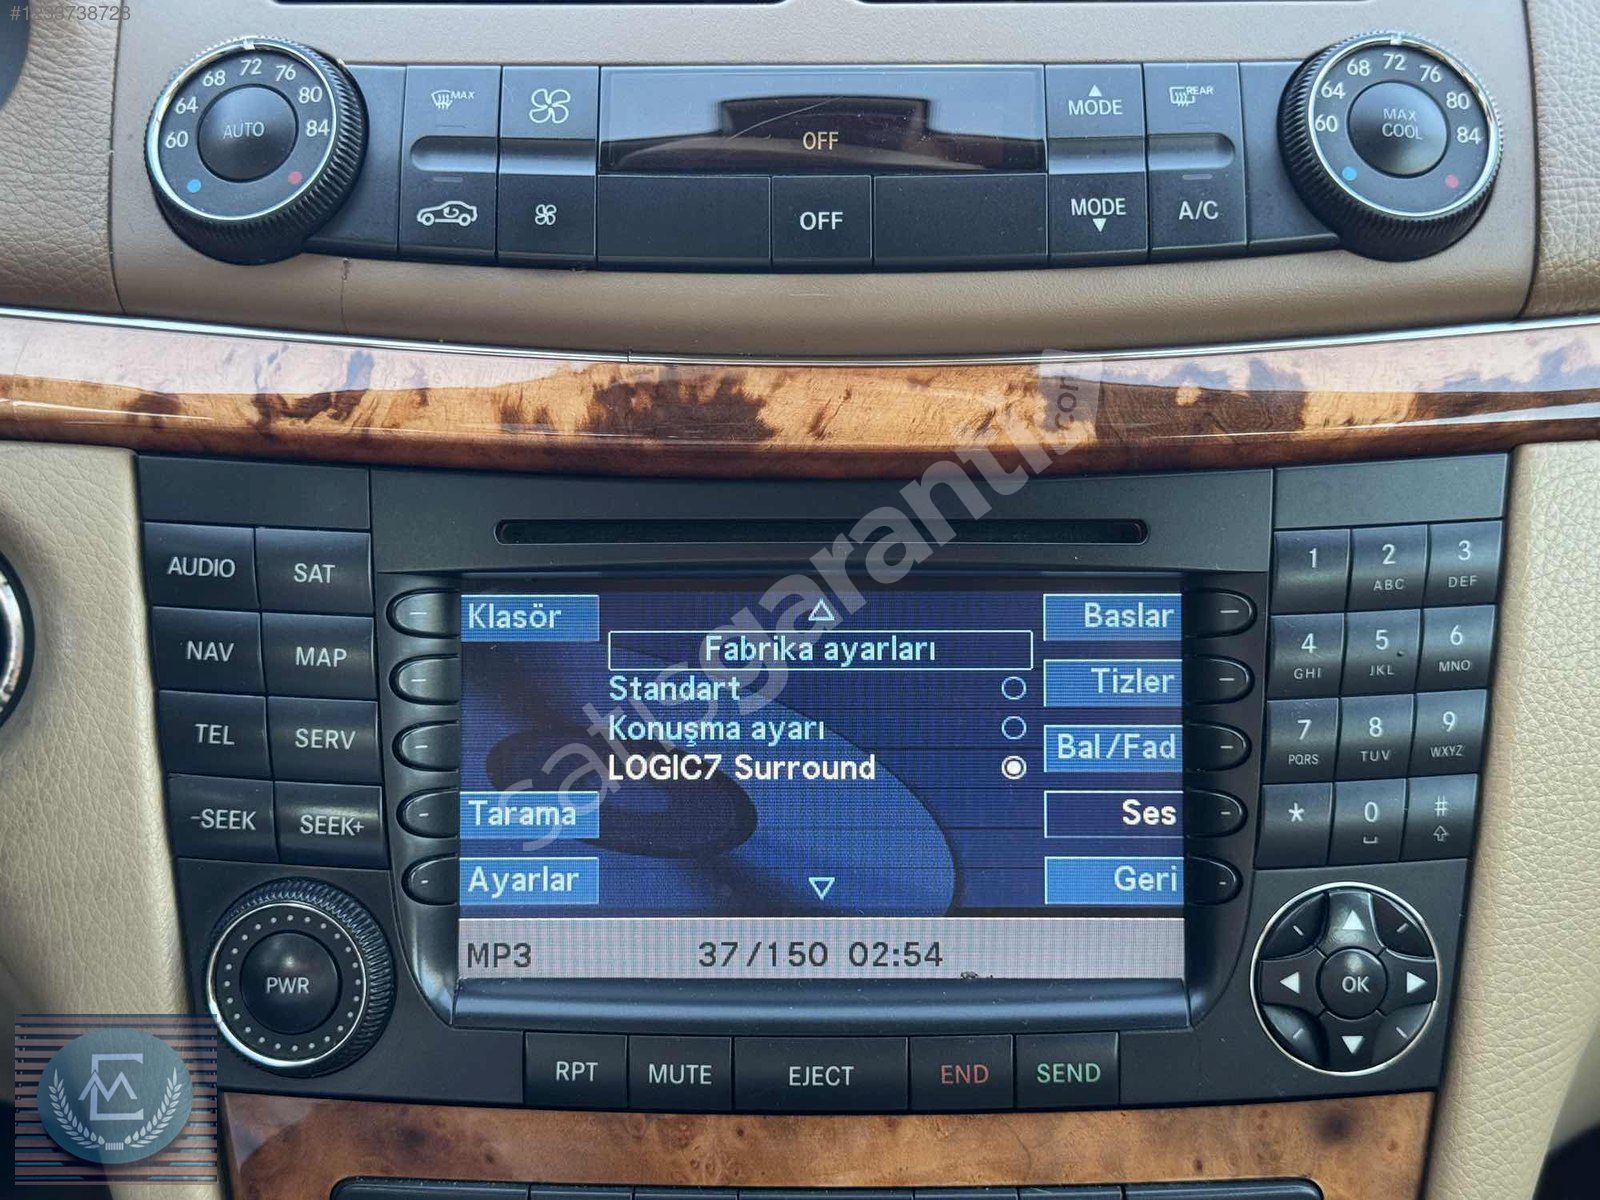 60 64 68 72 76 80 84
AUTO
MAX
OFF
OFF
MODE
MODE
REAR
A/C
60 64 68 72 76 80 84
MAX
COOL
satisgaranti
.com
AUDIO SAT
NAV MAP
TEL SERV
-SEEK SEEK+
PWR
Klasör
Tarama
Ayarlar
Fabrika ayarları
Standart
Konuşma ayarı
LOGIC7 Surround
Baslar
Tizler
Bal/Fad
Ses
Geri
MP3 37/150 02:54
1 2 ABC 3 DEF
4 GHI 5 JKL 6 MNO
7 PQRS 8 TUV 9 WXYZ
* 0 #
OK
RPT MUTE EJECT END SEND